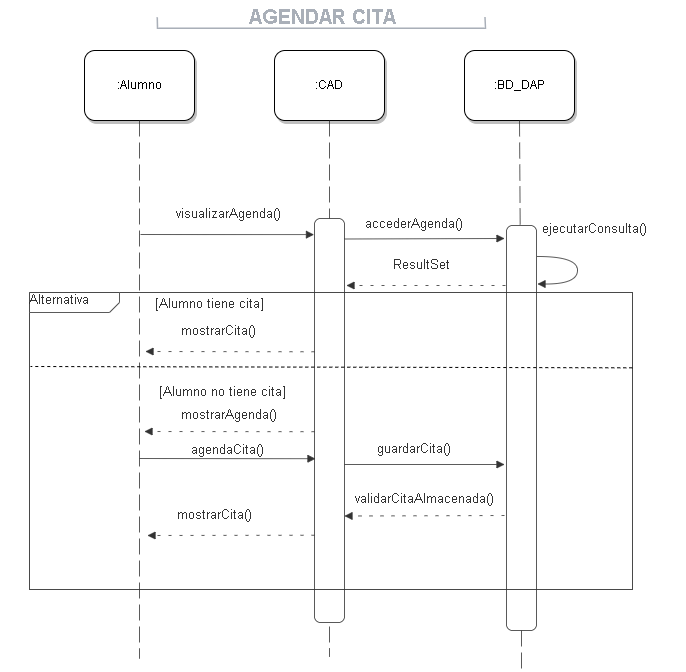 AGENDAR CITA
:Alumno
:CAD
:BD_DAP
visualizarAgenda()
accederAgenda()
ejecutarConsulta()
ResultSet
Alternativa
[Alumno tiene cita]
mostrarCita()
[Alumno no tiene cita]
mostrarAgenda()
agendaCita()
guardarCita()
validarCitaAlmacenada()
mostrarCita()